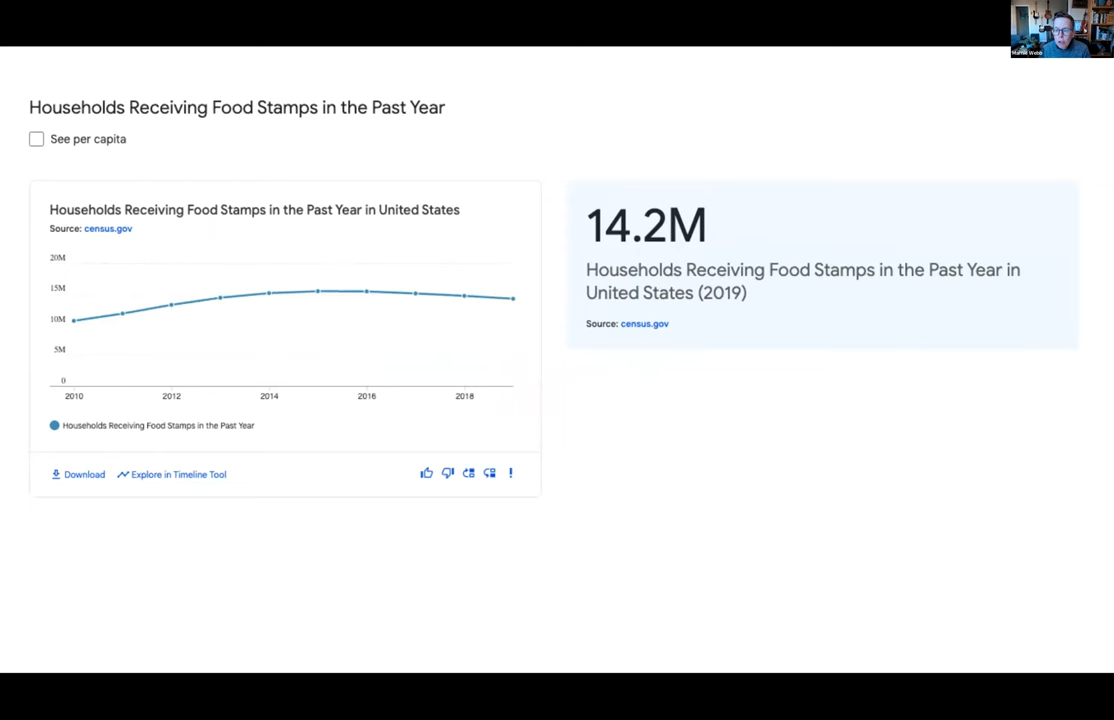 Marnie Webb
Households Receiving Food Stamps in the Past Year
See per capita
Households Receiving Food Stamps in the Past Year in United States
Source: census.gov
20M
15M
10M
5M
0
2010 2012 2014 2016 2018
Households Receiving Food Stamps in the Past Year
Download Explore in Timeline Tool
14.2M
Households Receiving Food Stamps in the Past Year in
United States (2019)
Source: census.gov